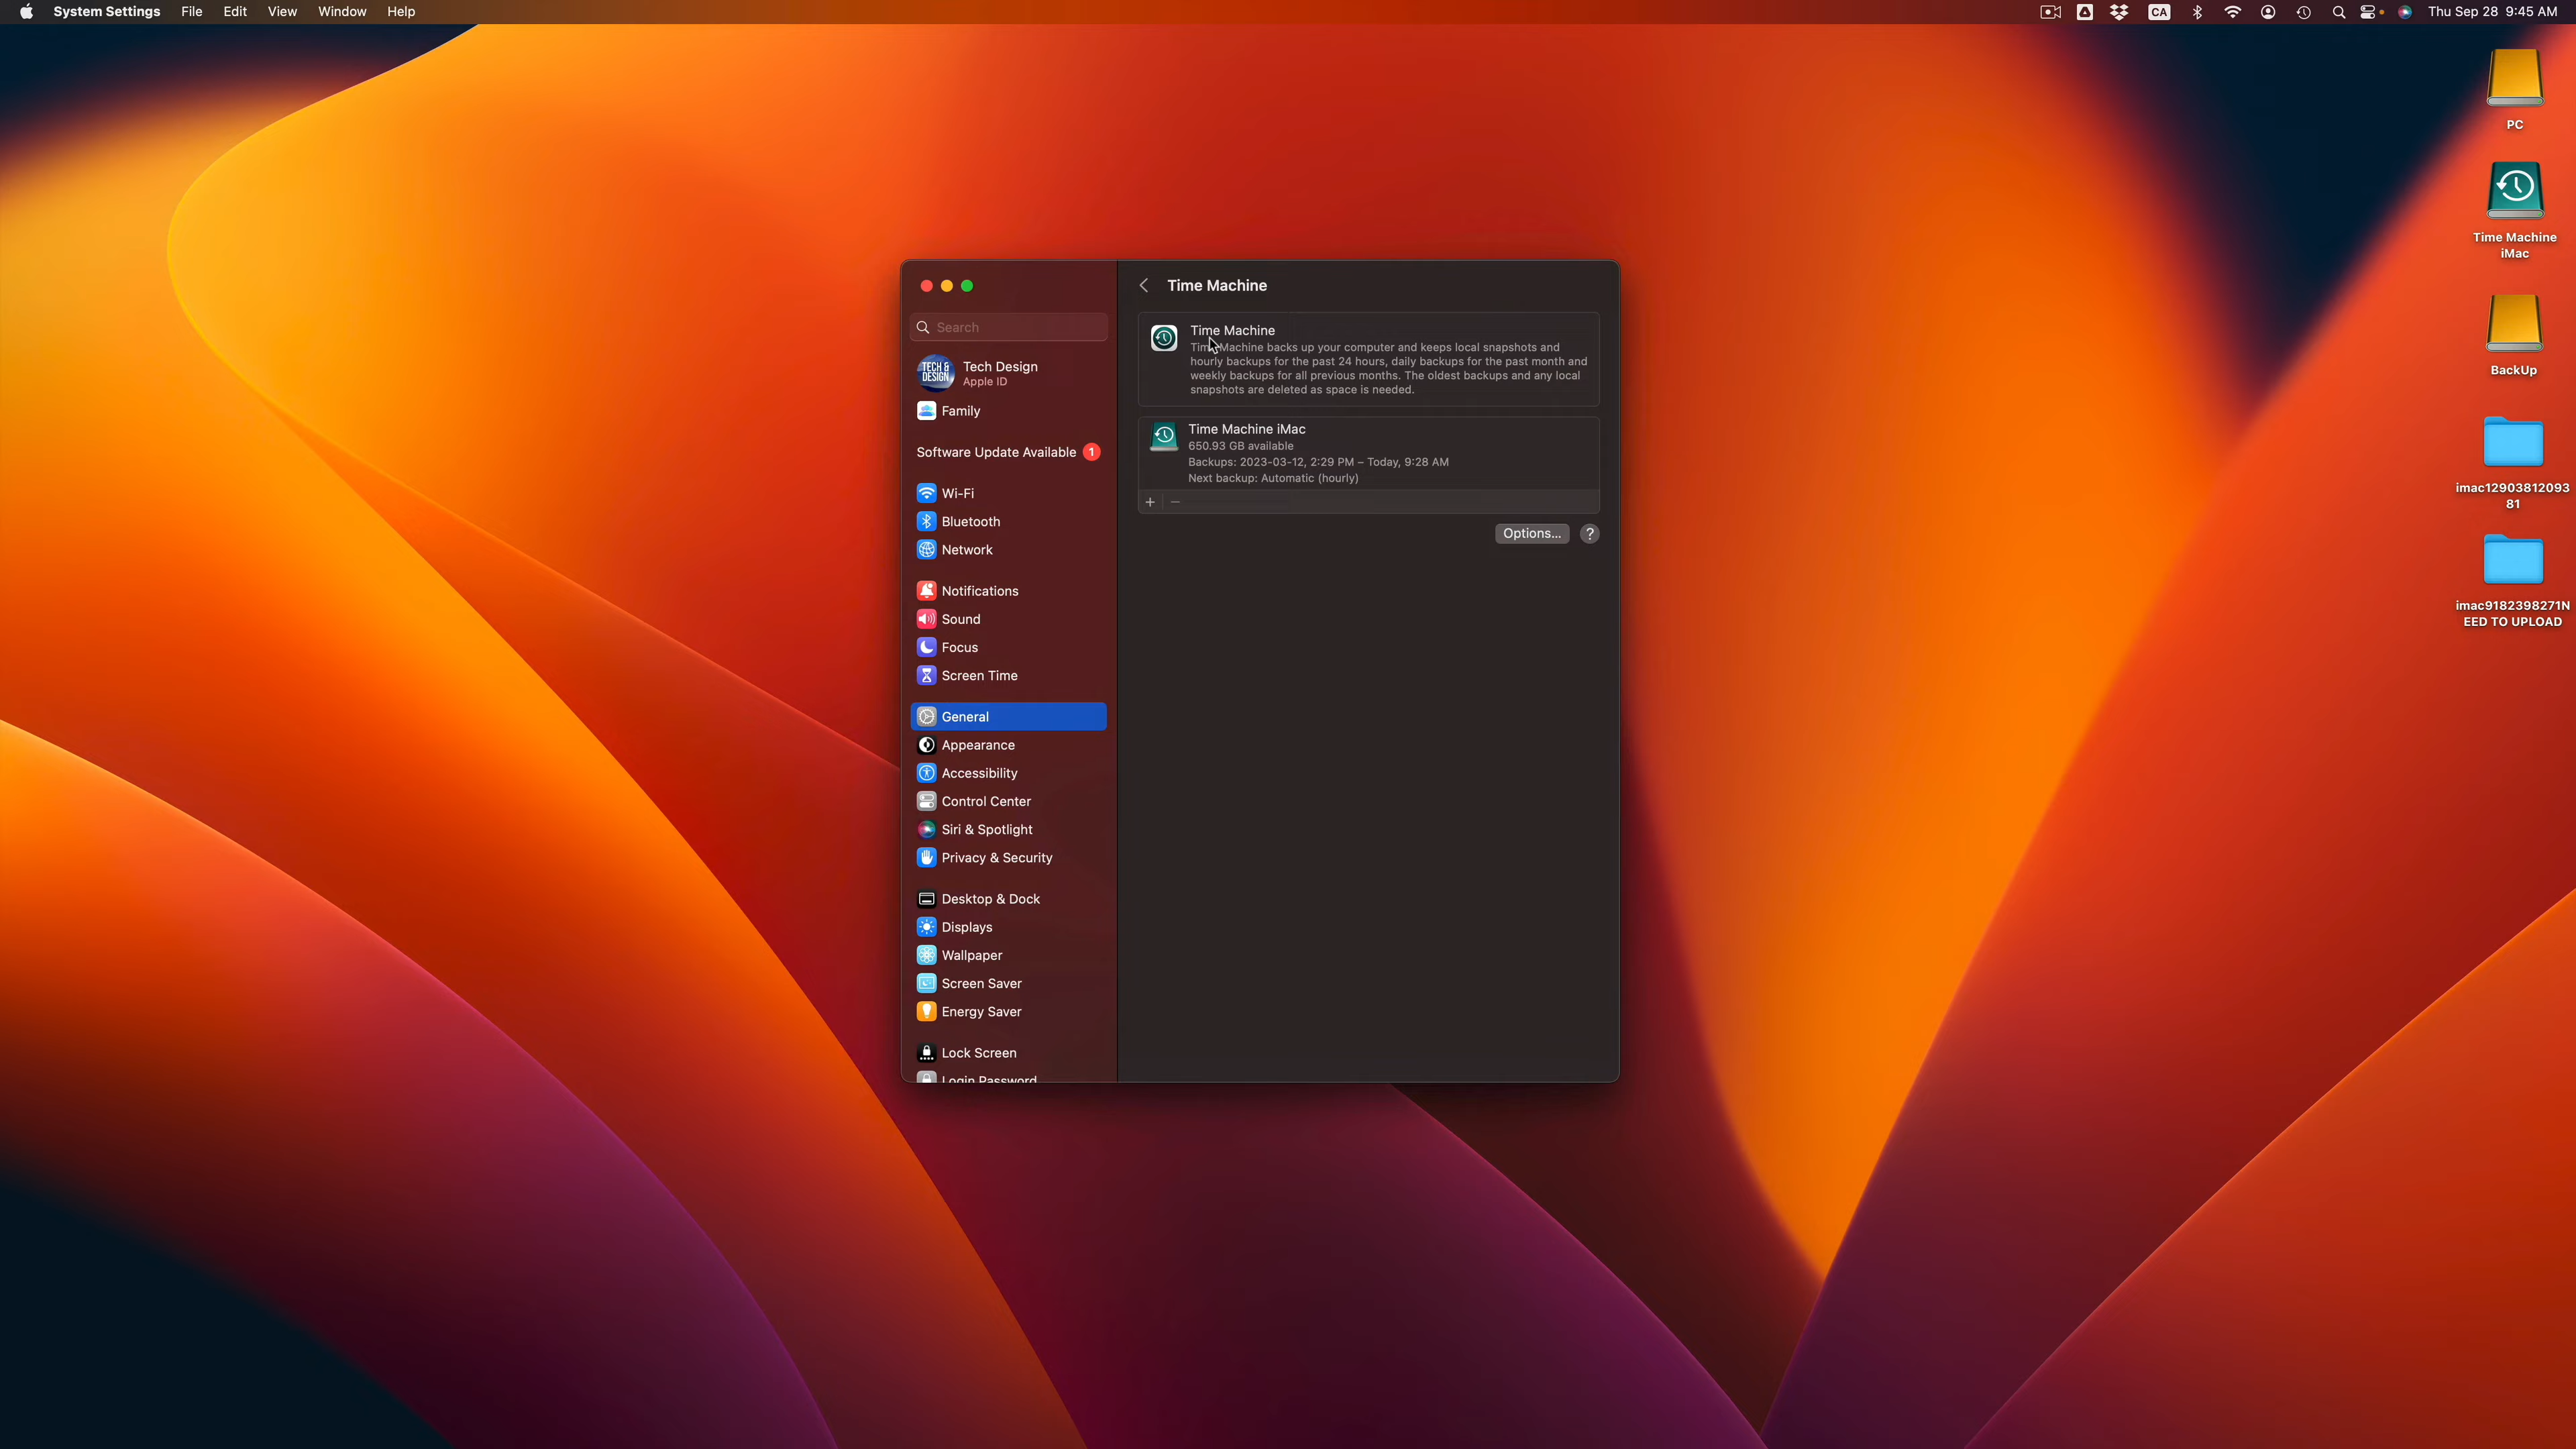 System Settings File Edit View Window Help
CA
Thu Sep 28 9:45 AM
PC
Time Machine
iMac
BackUp
imac12903812093
81
imac9182398271N
EED TO UPLOAD
Search
TECH &
DESIGN
Tech Design
Apple ID
Family
Software Update Available 1
Wi-Fi
Bluetooth
Network
Notifications
Sound
Focus
Screen Time
General
Appearance
Accessibility
Control Center
Siri & Spotlight
Privacy & Security
Desktop & Dock
Displays
Wallpaper
Screen Saver
Energy Saver
Lock Screen
Login Password
Time Machine
Time Machine
Time Machine backs up your computer and keeps local snapshots and
hourly backups for the past 24 hours, daily backups for the past month and
weekly backups for all previous months. The oldest backups and any local
snapshots are deleted as space is needed.
Time Machine iMac
650.93 GB available
Backups: 2023-03-12, 2:29 PM – Today, 9:28 AM
Next backup: Automatic (hourly)
+ −
Options... ?